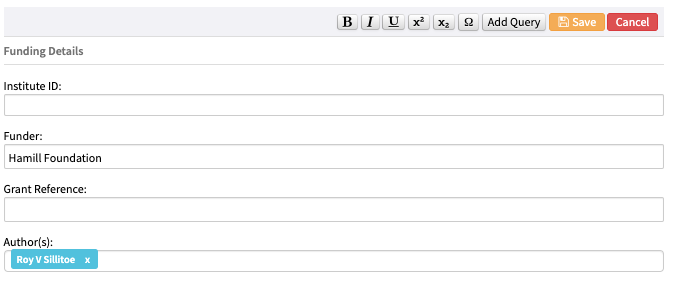 B I U x² x₂ Ω Add Query Save Cancel
Funding Details
Institute ID:
Funder:
Hamill Foundation
Grant Reference:
Author(s):
Roy V Sillitoe x